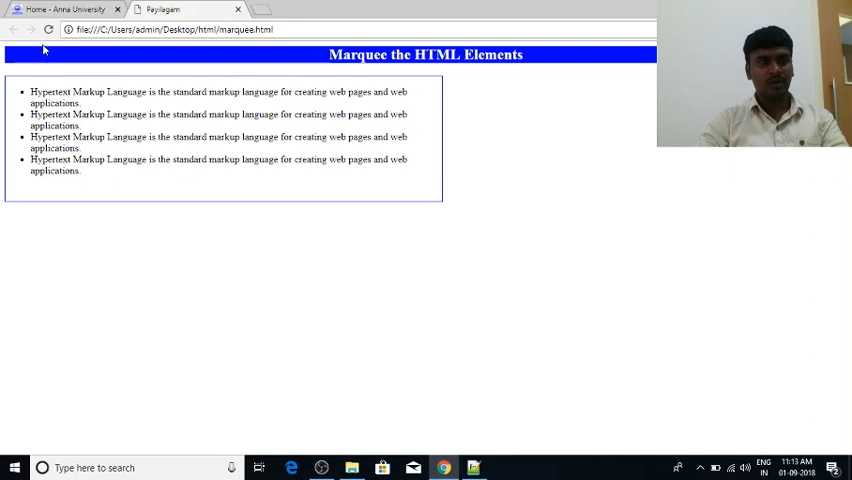 Home - Anna University
Payilagam
file:///C:/Users/admin/Desktop/html/marquee.html
Marquee the HTML Elements
Hypertext Markup Language is the standard markup language for creating web pages and web
applications.
Hypertext Markup Language is the standard markup language for creating web pages and web
applications.
Hypertext Markup Language is the standard markup language for creating web pages and web
applications.
Hypertext Markup Language is the standard markup language for creating web pages and web
applications.
Type here to search
ENG
IN
11:13 AM
01-09-2018
2